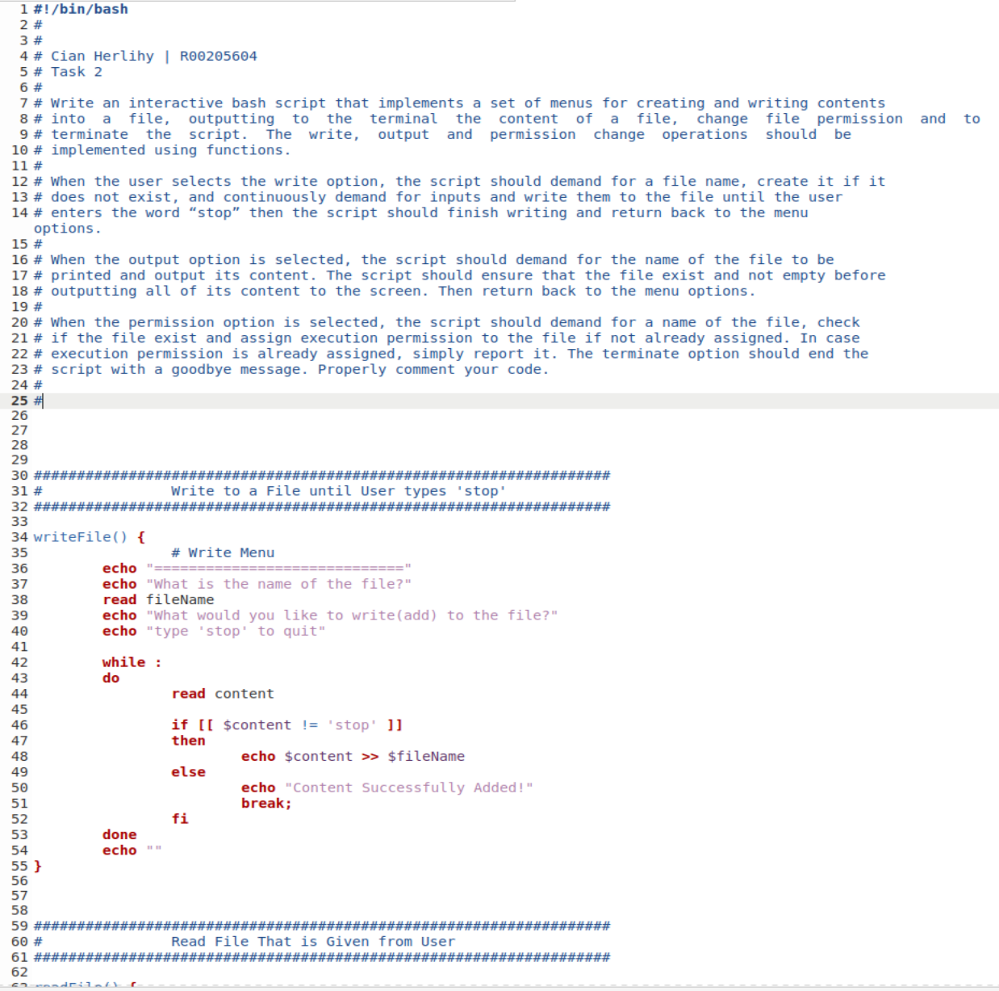 1 #!/bin/bash
2 #
3 #
4 # Cian Herlihy | R00205604
5 # Task 2
6 #
7 # Write an interactive bash script that implements a set of menus for creating and writing contents
8 # into a file, outputting to the terminal the content of a file, change file permission and to
9 # terminate the script. The write, output and permission change operations should be
10 # implemented using functions.
11 #
12 # When the user selects the write option, the script should demand for a file name, create it if it
13 # does not exist, and continuously demand for inputs and write them to the file until the user
14 # enters the word “stop” then the script should finish writing and return back to the menu
options.
15 #
16 # When the output option is selected, the script should demand for the name of the file to be
17 # printed and output its content. The script should ensure that the file exist and not empty before
18 # outputting all of its content to the screen. Then return back to the menu options.
19 #
20 # When the permission option is selected, the script should demand for a name of the file, check
21 # if the file exist and assign execution permission to the file if not already assigned. In case
22 # execution permission is already assigned, simply report it. The terminate option should end the
23 # script with a goodbye message. Properly comment your code.
24 #
25 #
26
27
28
29
30 ###################################################################
31 # Write to a File until User types 'stop'
32 ###################################################################
33
34 writeFile() {
35 # Write Menu
36 echo "============================="
37 echo "What is the name of the file?"
38 read fileName
39 echo "What would you like to write(add) to the file?"
40 echo "type 'stop' to quit"
41
42 while :
43 do
44 read content
45
46 if [[ $content != 'stop' ]]
47 then
48 echo $content >> $fileName
49 else
50 echo "Content Successfully Added!"
51 break;
52 fi
53 done
54 echo ""
55 }
56
57
58
59 ###################################################################
60 # Read File That is Given from User
61 ###################################################################
62
63 readFile() {